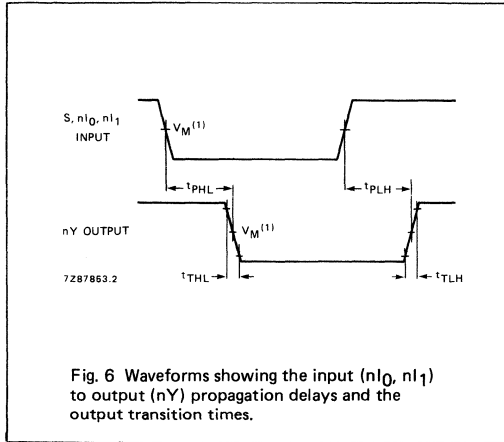 S, nI0, nI1
INPUT
VM(1)
tPHL
tPLH
nY OUTPUT
VM(1)
7Z87863.2
tTHL
tTLH
Fig. 6 Waveforms showing the input (nI0, nI1)
to output (nY) propagation delays and the
output transition times.